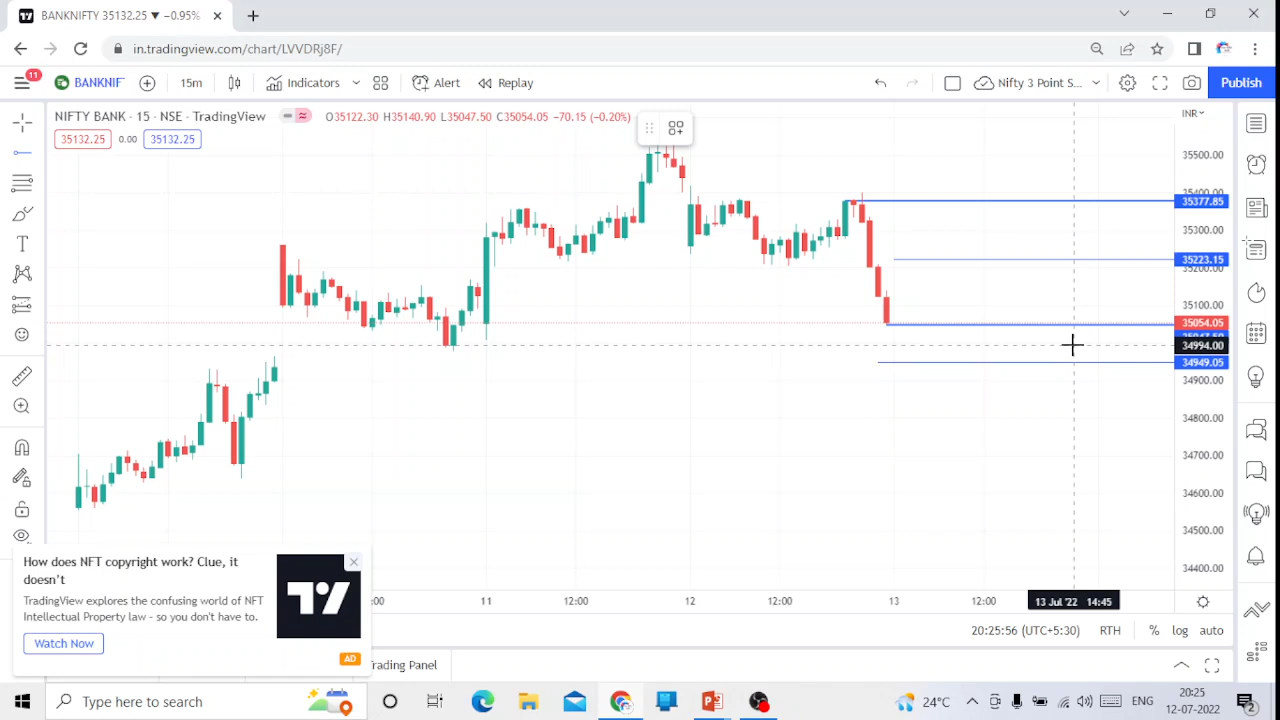 BANKNIFTY 35132.25 ▼ −0.95%
in.tradingview.com/chart/LVVDRj8F/
11
BANKNIF
15m
Indicators
Alert
Replay
Nifty 3 Point S...
Publish
NIFTY BANK · 15 · NSE · TradingView
O35122.30 H35140.90 L35047.50 C35054.05 −70.15 (−0.20%)
INR
35132.25
0.00
35132.25
35500.00
35400.00
35377.85
35300.00
35223.15
35200.00
35100.00
35054.05
34994.00
34949.05
34900.00
34800.00
34700.00
34600.00
34500.00
34400.00
How does NFT copyright work? Clue, it
doesn't
TradingView explores the confusing world of NFT
Intellectual Property law - so you don't have to.
Watch Now
AD
:00
11
12:00
12
12:00
13
12:00
13 Jul '22 14:45
20:25:56 (UTC+5:30)
RTH
%
log
auto
Trading Panel
Type here to search
24°C
ENG
20:25
12-07-2022
2